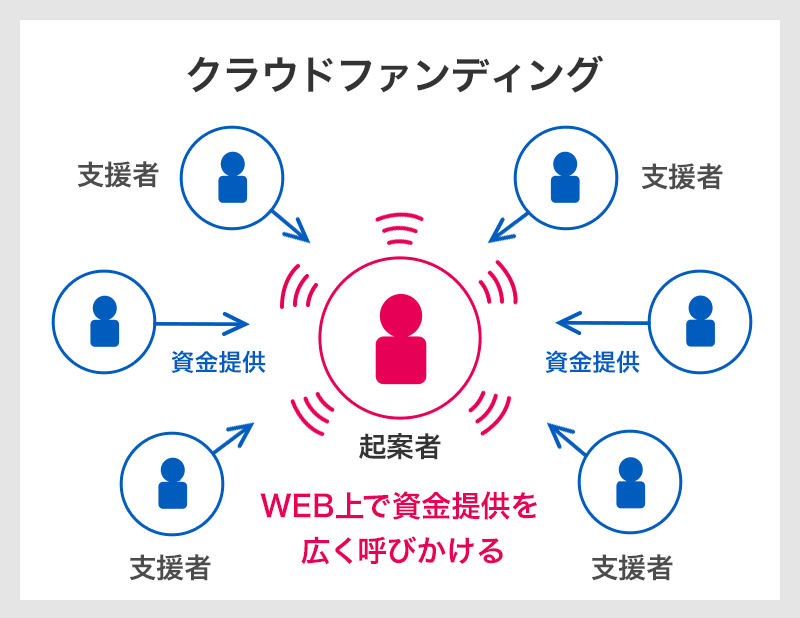 クラウドファンディング
支援者
支援者
資金提供
資金提供
起案者
WEB上で資金提供を
広く呼びかける
支援者
支援者